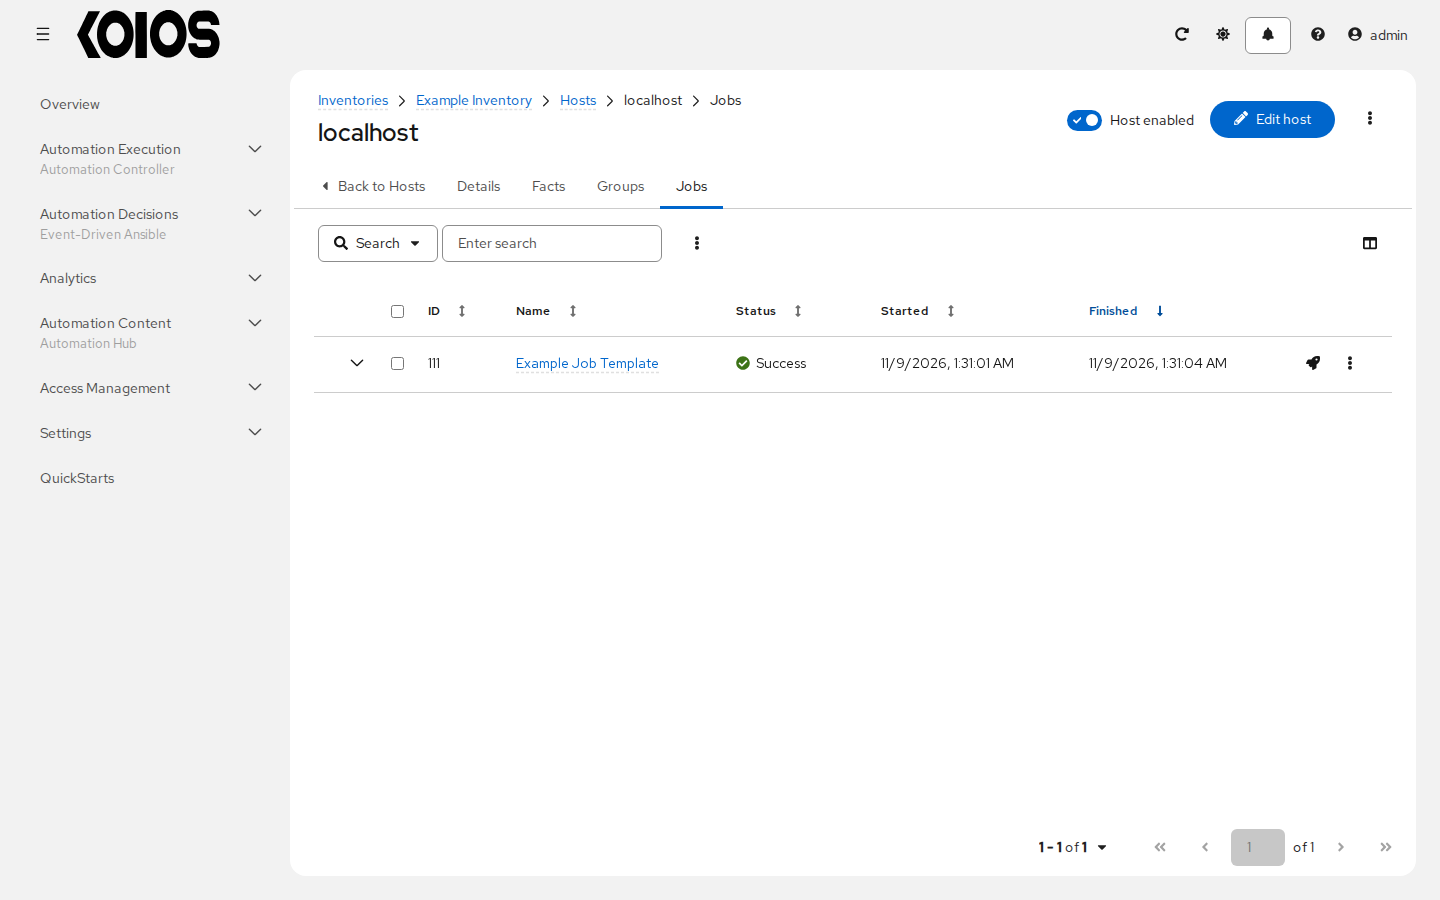 KOIOS
admin
Overview
Automation Execution
Automation Controller
Automation Decisions
Event-Driven Ansible
Analytics
Automation Content
Automation Hub
Access Management
Settings
QuickStarts
Inventories > Example Inventory > Hosts > localhost > Jobs
localhost
Host enabled
Edit host
Back to Hosts Details Facts Groups Jobs
Search Enter search
ID Name Status Started Finished
111 Example Job Template Success 11/9/2026, 1:31:01 AM 11/9/2026, 1:31:04 AM
1 - 1 of 1 1 of 1